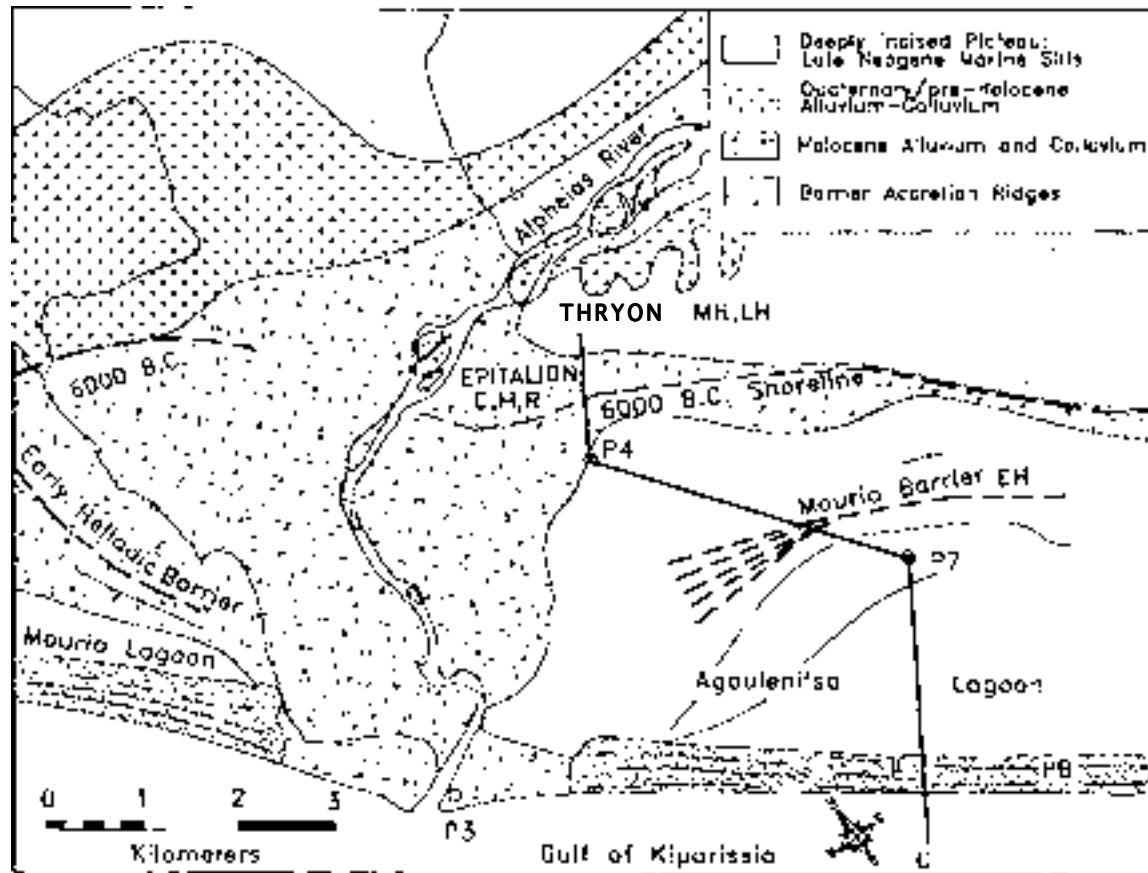 Deeply Incised Plateau:
Late Neogene Marine Silts
Quaternary/pre-Holocene
Alluvium-Colluvium
Holocene Alluvium and Colluvium
Barrier Accretion Ridges
Alpheias River
THRYON MH,LH
6000 B.C.
EPITALION
C,H,R
6000 B.C. Shoreline
P4
Mouria Barrier EH
P7
Early Helladic Barrier
Mouria Lagoon
Agoulenitsa Lagoon
P8
0 1 2 3
Kilometers
P3
Gulf of Kiparissia